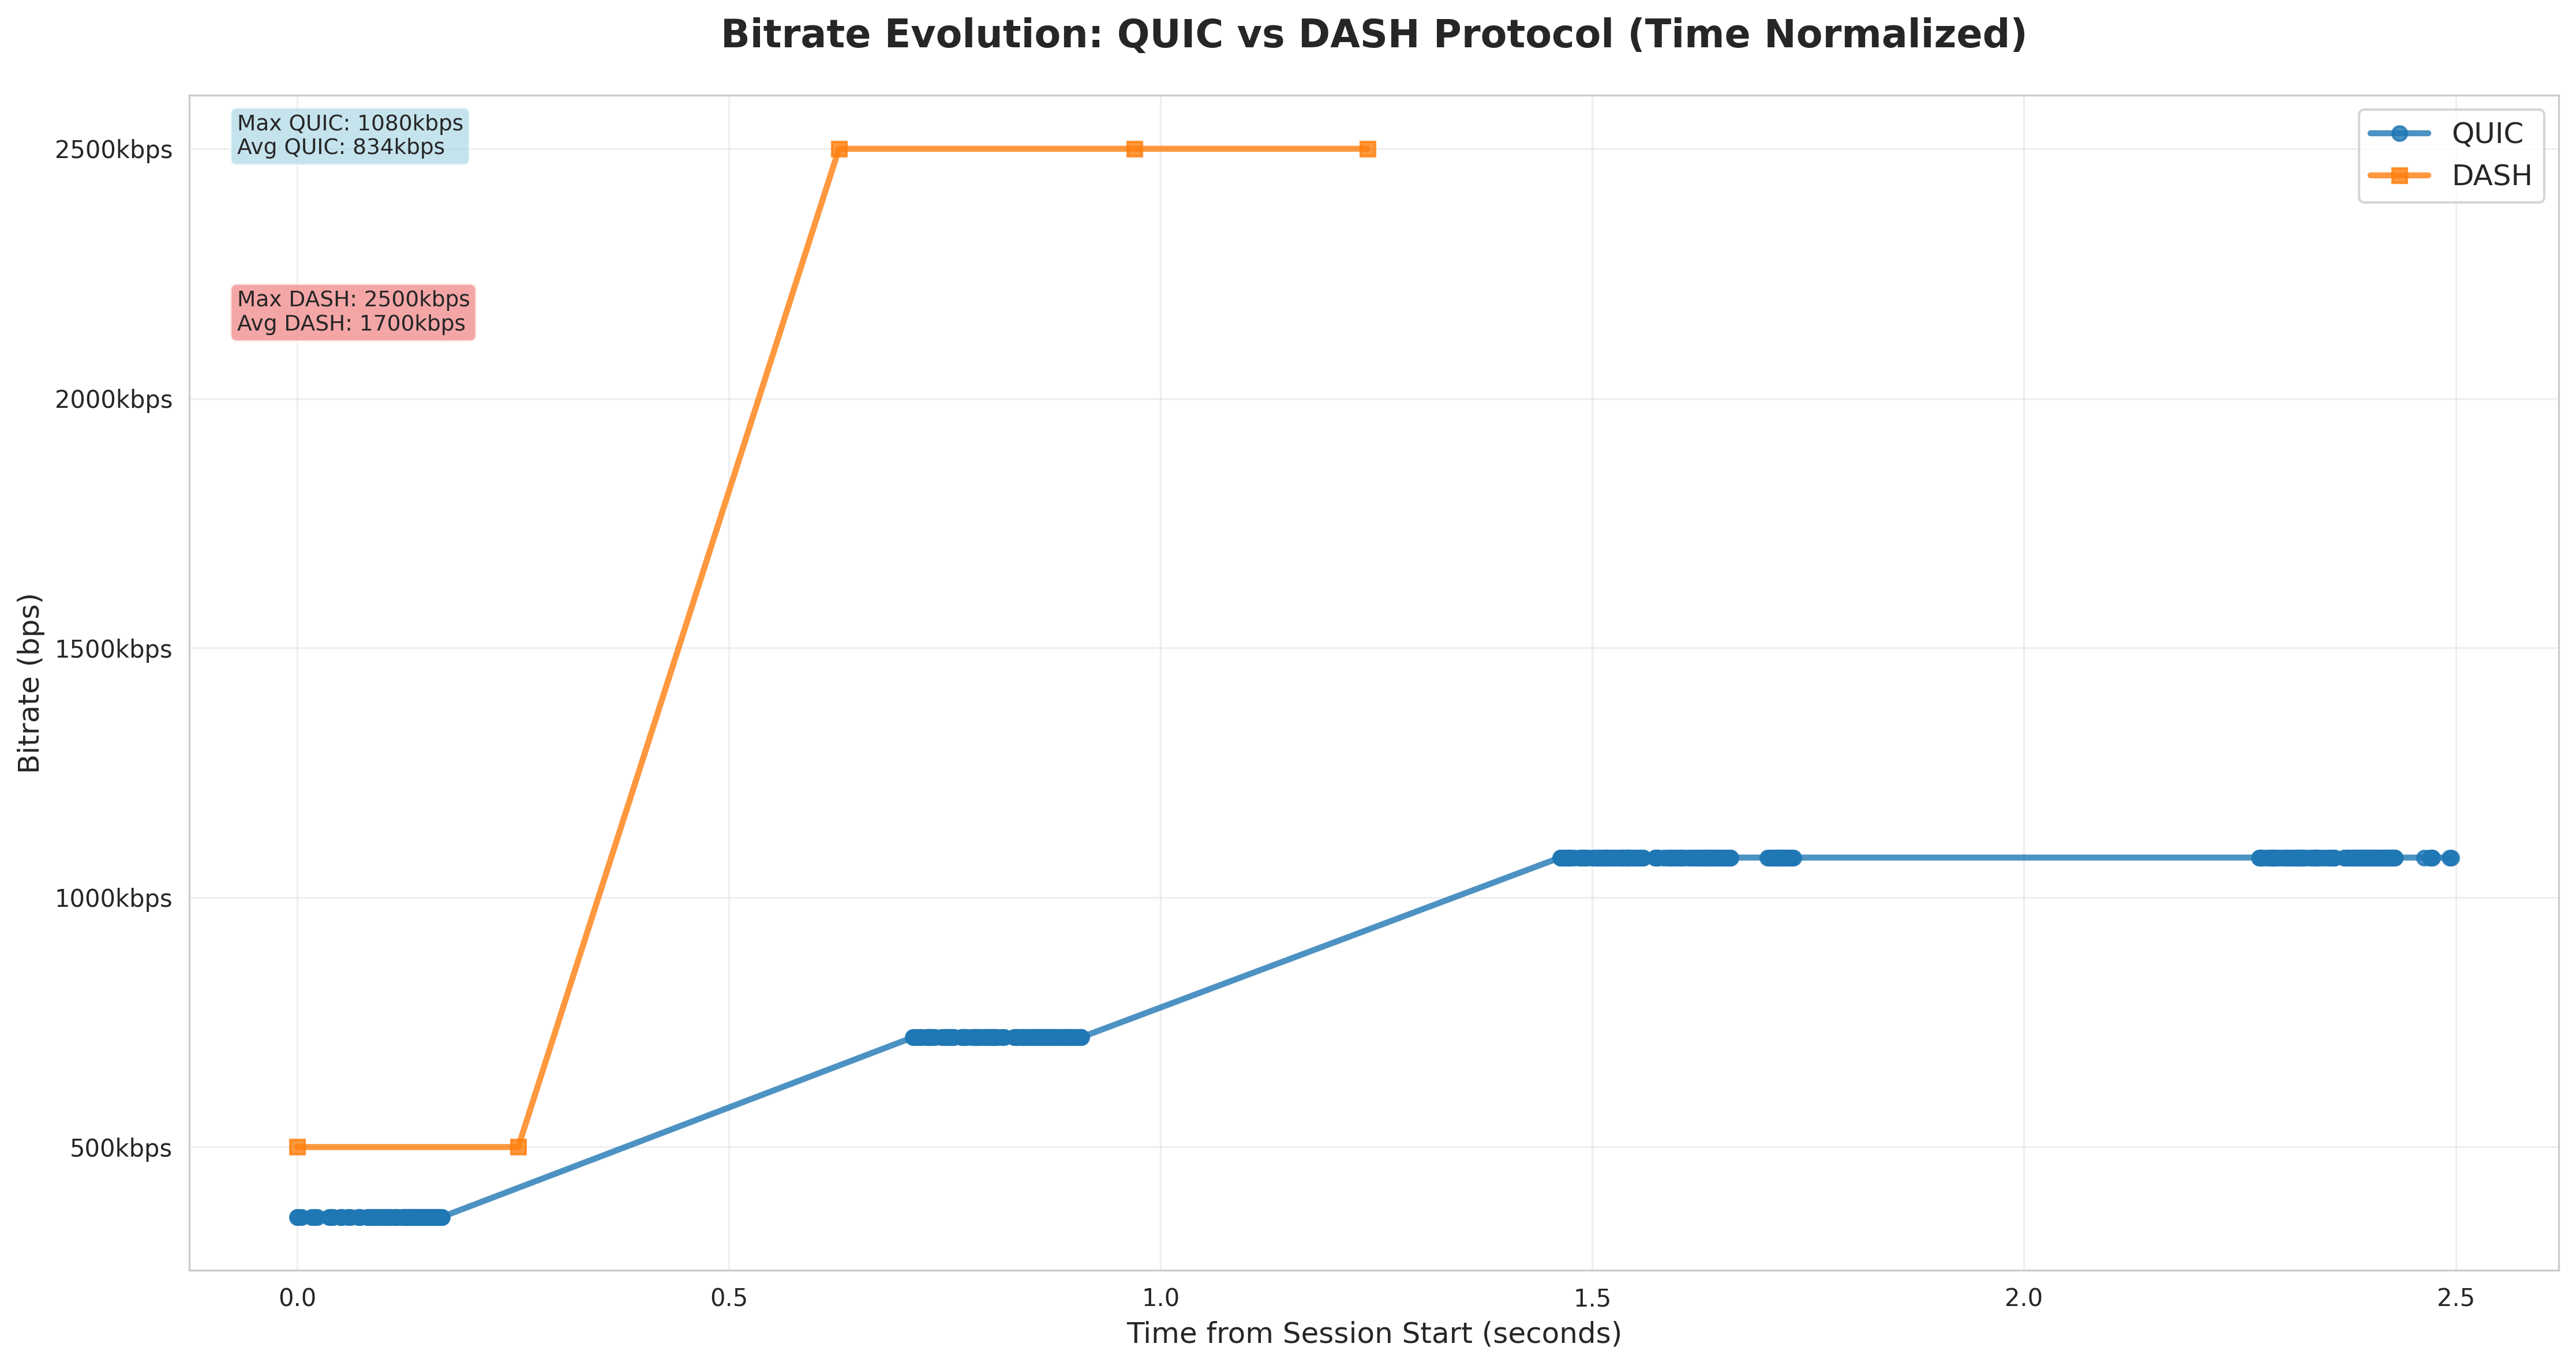 Bitrate Evolution: QUIC vs DASH Protocol (Time Normalized)
Max QUIC: 1080kbps
Avg QUIC: 834kbps
Max DASH: 2500kbps
Avg DASH: 1700kbps
QUIC
DASH
Bitrate (bps)
2500kbps
2000kbps
1500kbps
1000kbps
500kbps
0.0
0.5
1.0
1.5
2.0
2.5
Time from Session Start (seconds)